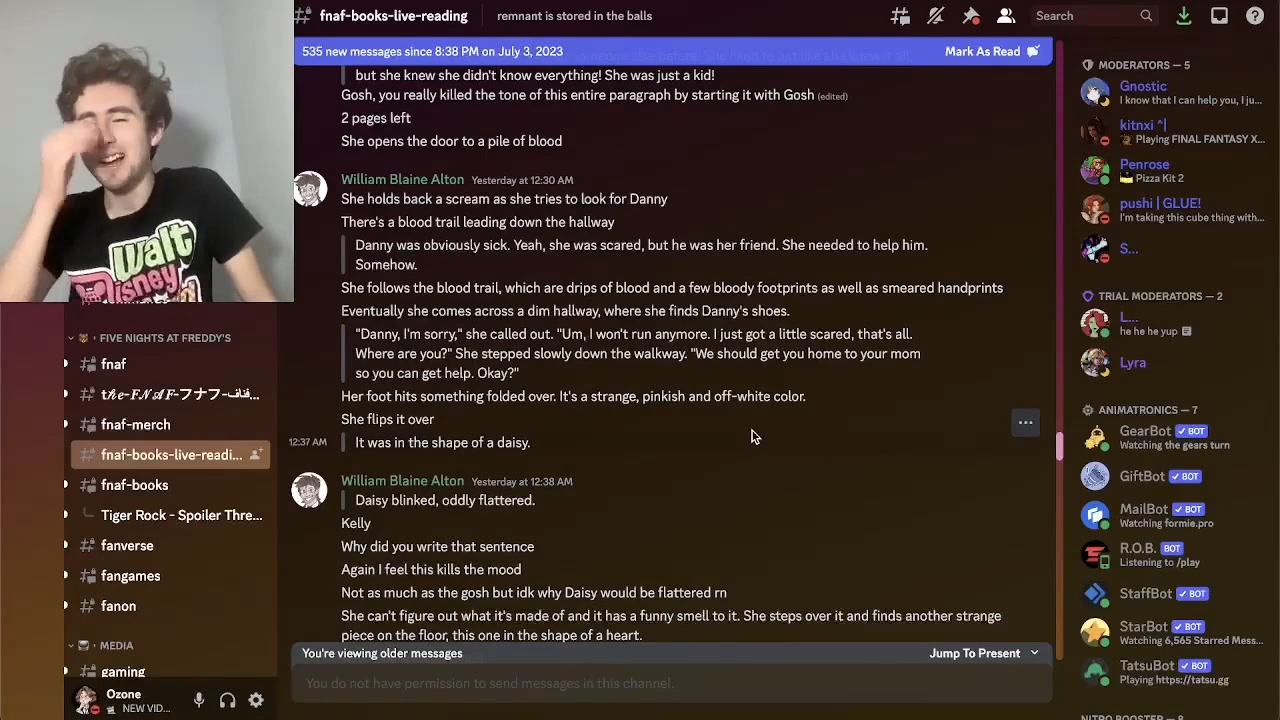 fnaf-books-live-reading
remnant is stored in the balls
Search
535 new messages since 8:38 PM on July 3, 2023
Mark As Read
but she knew she didn't know everything! She was just a kid!
Gosh, you really killed the tone of this entire paragraph by starting it with Gosh (edited)
2 pages left
She opens the door to a pile of blood
William Blaine Alton Yesterday at 12:30 AM
She holds back a scream as she tries to look for Danny
There's a blood trail leading down the hallway
Danny was obviously sick. Yeah, she was scared, but he was her friend. She needed to help him.
Somehow.
She follows the blood trail, which are drips of blood and a few bloody footprints as well as smeared handprints
Eventually she comes across a dim hallway, where she finds Danny's shoes.
"Danny, I'm sorry," she called out. "Um, I won't run anymore. I just got a little scared, that's all.
Where are you?" She stepped slowly down the walkway. "We should get you home to your mom
so you can get help. Okay?"
Her foot hits something folded over. It's a strange, pinkish and off-white color.
She flips it over
12:37 AM
It was in the shape of a daisy.
William Blaine Alton Yesterday at 12:38 AM
Daisy blinked, oddly flattered.
Kelly
Why did you write that sentence
Again I feel this kills the mood
Not as much as the gosh but idk why Daisy would be flattered rn
She can't figure out what it's made of and it has a funny smell to it. She steps over it and finds another strange
piece on the floor, this one in the shape of a heart.
You're viewing older messages
Jump To Present
You do not have permission to send messages in this channel.
Walt
Disney
FIVE NIGHTS AT FREDDY'S
fnaf
the-FNAF-フナフ-فناف...
fnaf-merch
fnaf-books-live-readi...
fnaf-books
Tiger Rock - Spoiler Thre...
fanverse
fangames
fanon
MEDIA
gaming
Ozone
NEW VID...
MODERATORS — 5
Gnostic
I know that I can help you, I ju...
kitnxi ^|
Playing FINAL FANTASY X...
Penrose
Pizza Kit 2
pushi | GLUE!
I'm taking this cube thing with...
S...
TRIAL MODERATORS — 2
L...
he he he yup
Lyra
ANIMATRONICS — 7
GearBot BOT
Watching the gears turn
GiftBot BOT
MailBot BOT
Watching formie.pro
R.O.B. BOT
Listening to /play
StaffBot BOT
StarBot BOT
Watching 6,565 Starred Mess...
TatsuBot BOT
Playing https://tatsu.gg
NITRO BOOSTER — 8